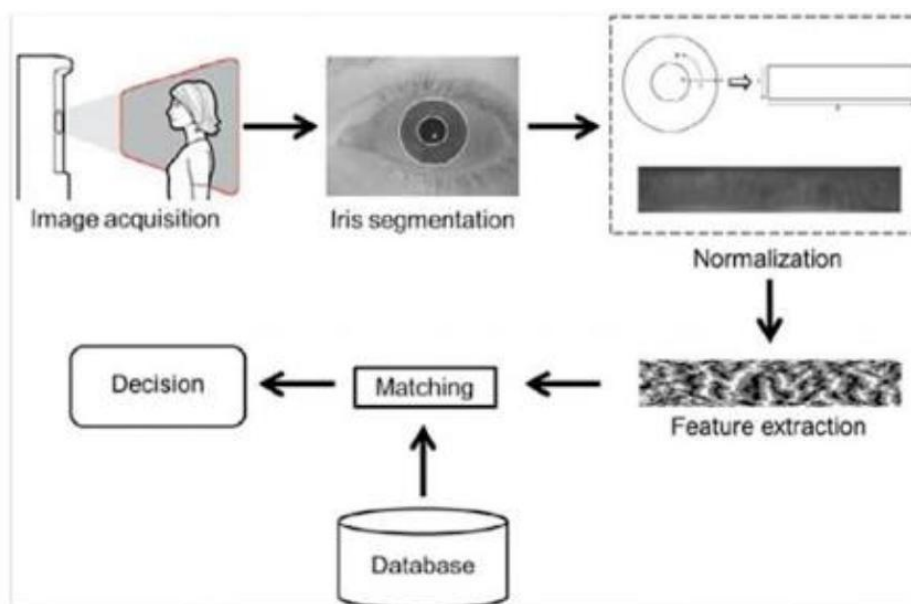 Image acquisition
Iris segmentation
Normalization
Feature extraction
Matching
Decision
Database